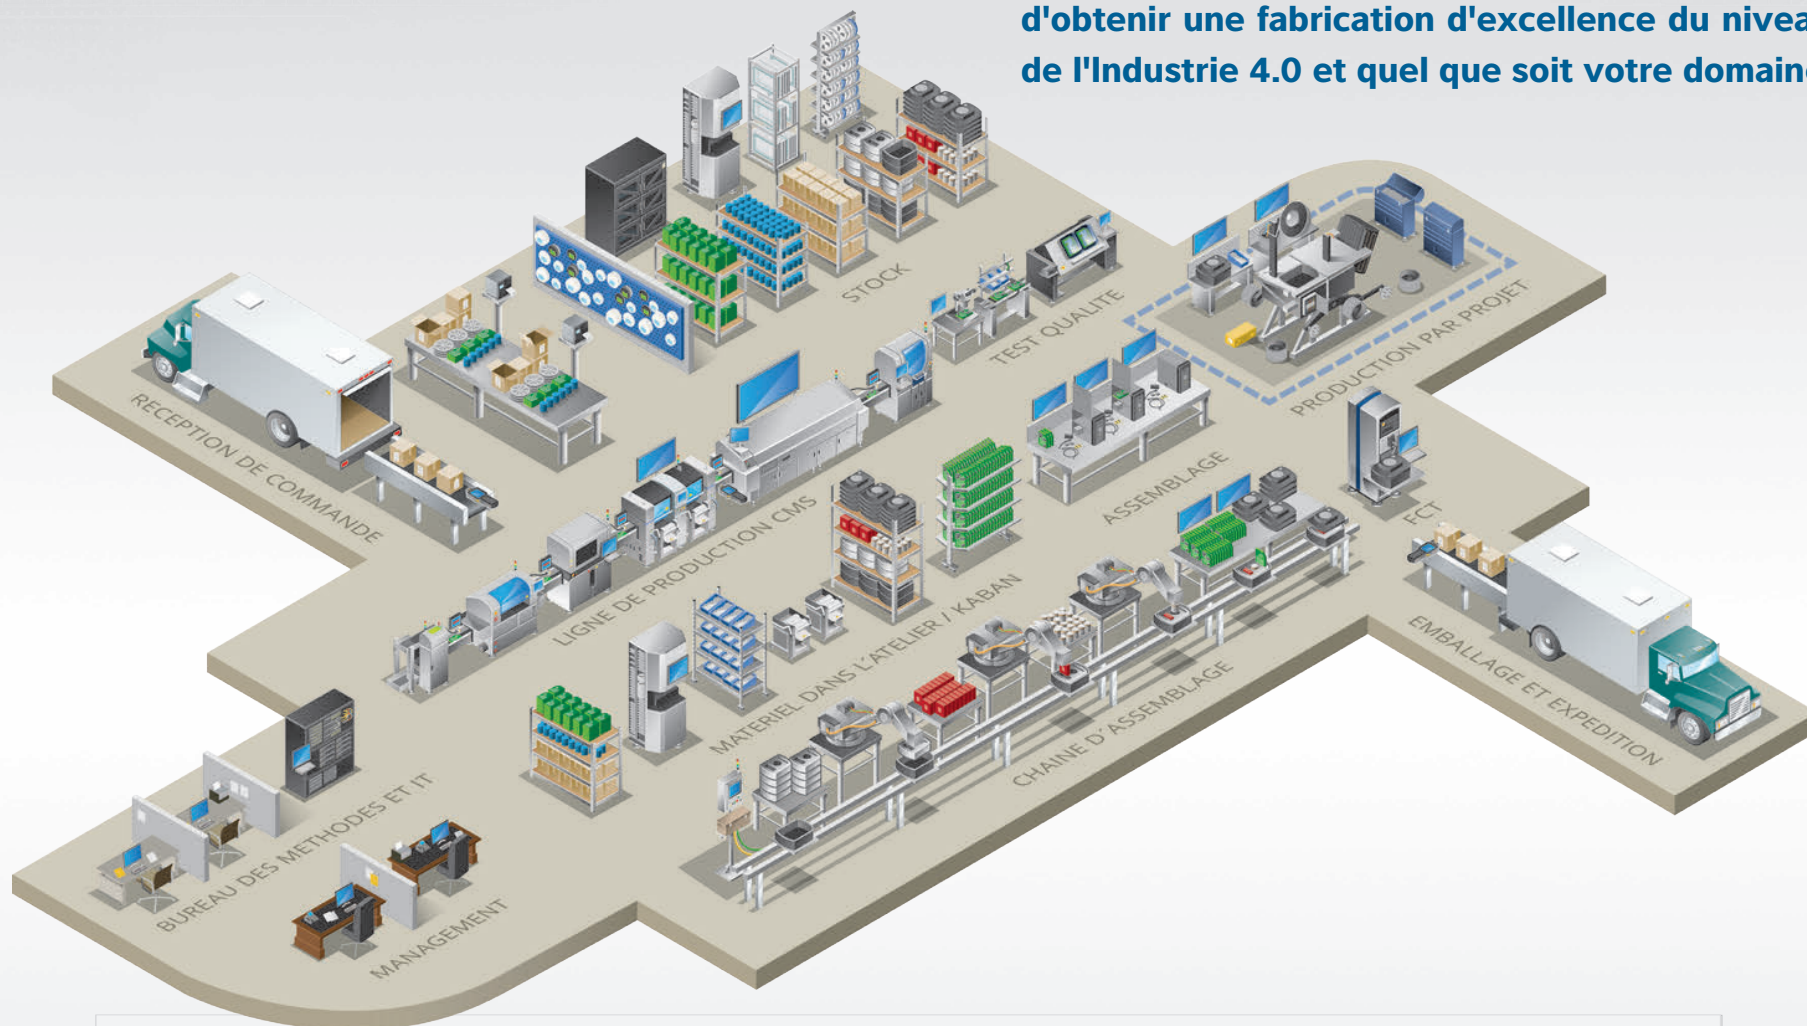 d'obtenir une fabrication d'excellence du nivea
de l'Industrie 4.0 et quel que soit votre domaine
STOCK
TEST QUALITE
PRODUCTION PAR PROJET
RECEPTION DE COMMANDE
LIGNE DE PRODUCTION CMS
ASSEMBLAGE
FCT
MATERIEL DANS L'ATELIER / KABAN
CHAINE D'ASSEMBLAGE
EMBALLAGE ET EXPEDITION
BUREAU DES METHODES ET IT
MANAGEMENT